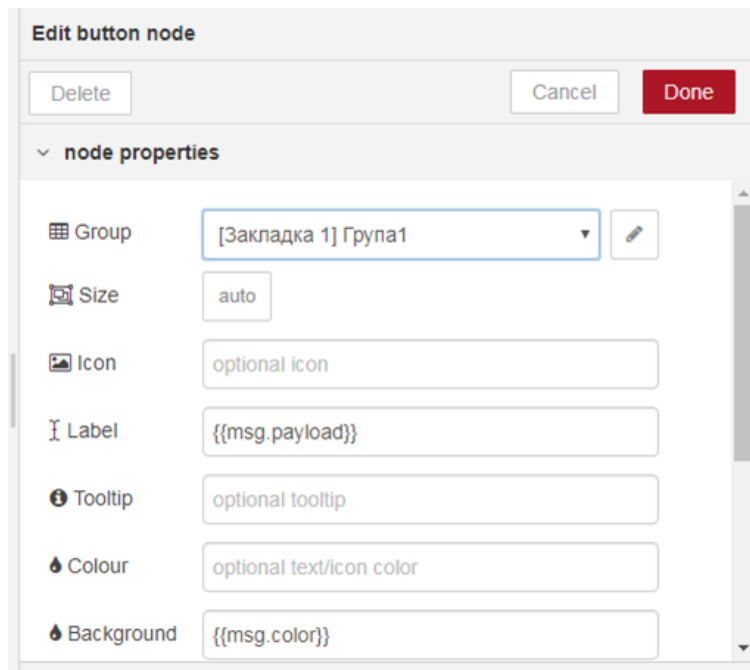 Edit button node
Delete Cancel Done
node properties
Group [Закладка 1] Група1
Size auto
Icon optional icon
Label {{msg.payload}}
Tooltip optional tooltip
Colour optional text/icon color
Background {{msg.color}}